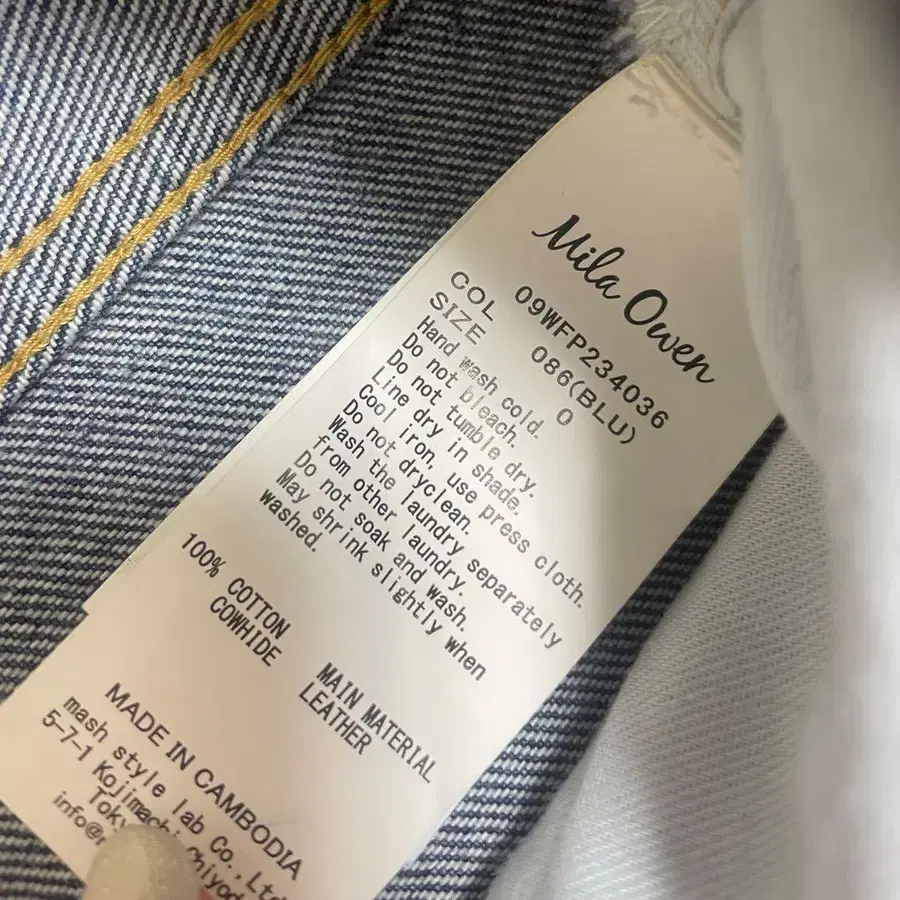 Mila Owen
09WFP234036
COL 086(BLU)
SIZE 0
Hand wash cold.
Do not bleach.
Do not tumble dry.
Line dry in shade.
Cool iron, use press cloth.
Do not dryclean.
Wash the laundry separately
from other laundry.
Do not soak and wash.
May shrink slightly when
washed.
MAIN MATERIAL
LEATHER
100% COTTON
COWHIDE
MADE IN CAMBODIA
mash style lab Co., Ltd
5-7-1 Kojimachi